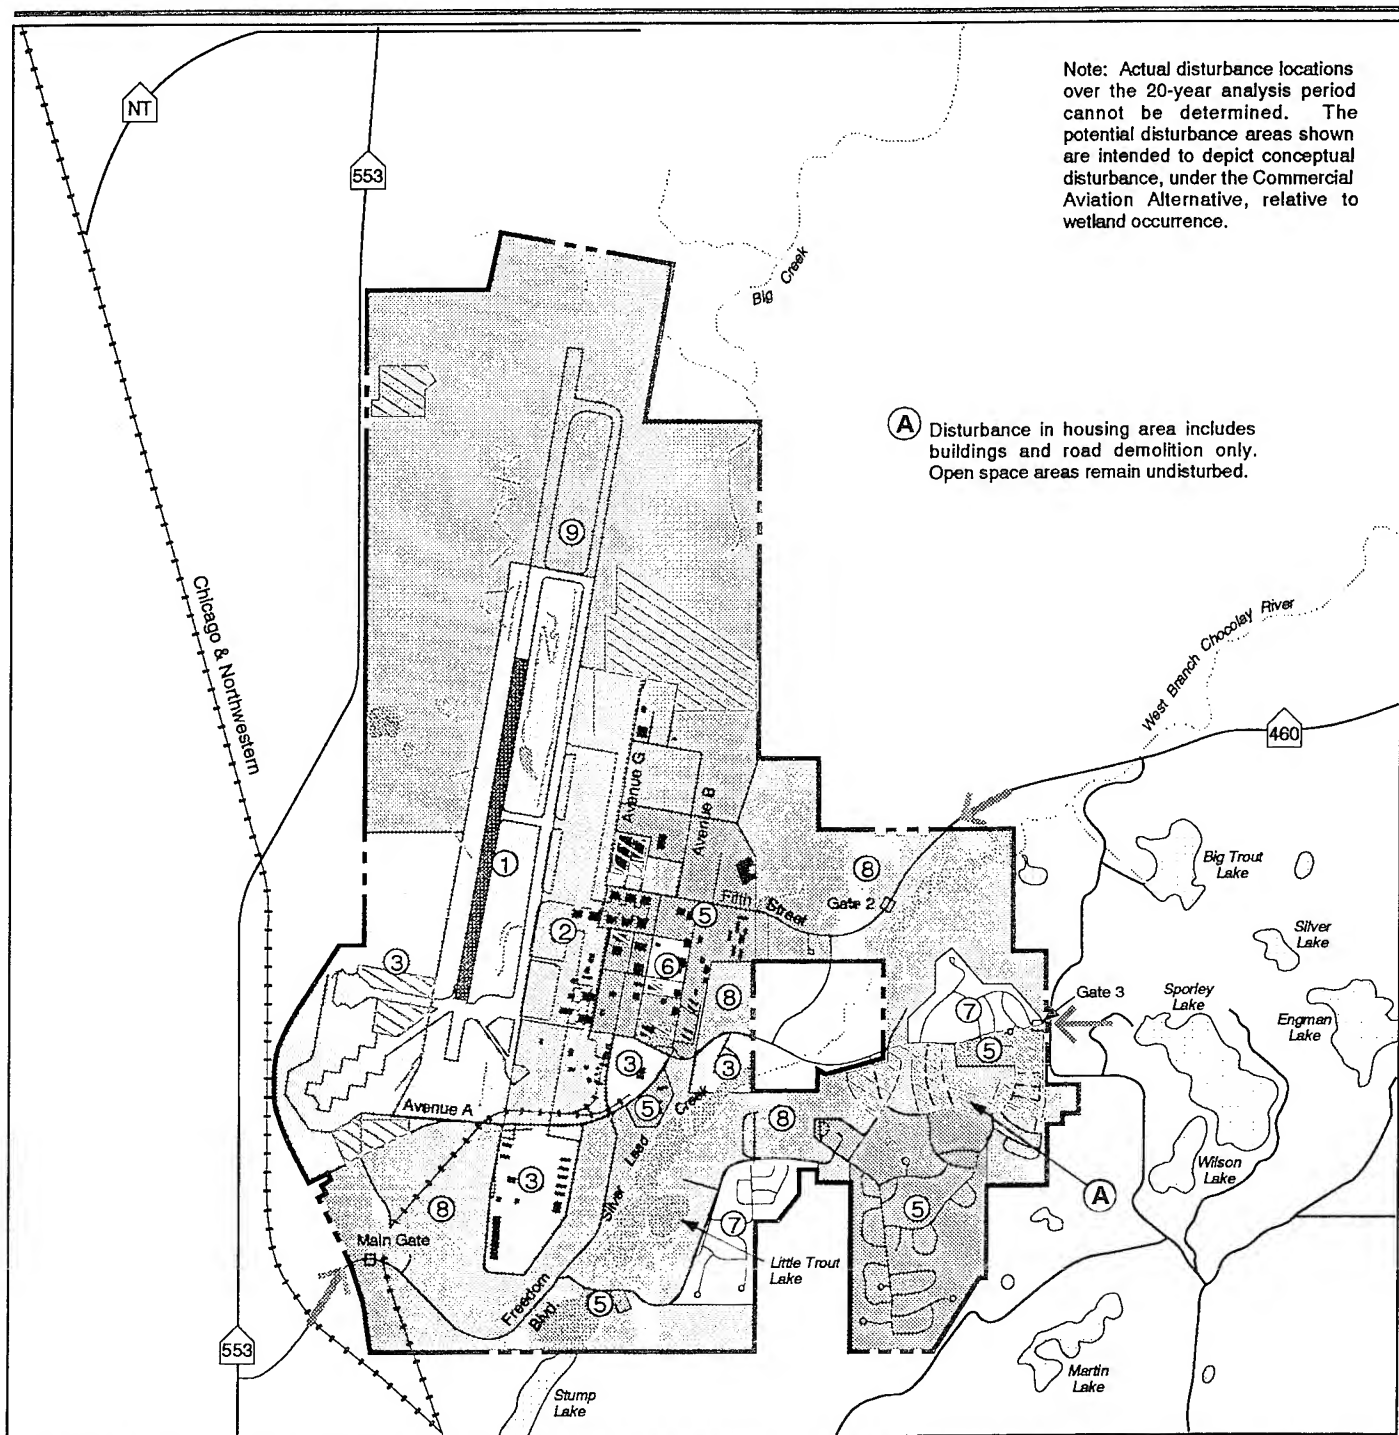 Note: Actual disturbance locations
over the 20-year analysis period
cannot be determined. The
potential disturbance areas shown
are intended to depict conceptual
disturbance, under the Commercial
Aviation Alternative, relative to
wetland occurrence.
NT
553
Big Creek
A Disturbance in housing area includes
buildings and road demolition only.
Open space areas remain undisturbed.
9
Chicago & Northwestern
West Branch Chocolay River
460
Avenue G
Avenue B
1
8
Big Trout
Lake
Gate 2
Fifth Street
5
2
Silver
Lake
6
3
8
7
Gate 3
Sporley
Lake
Engman
Lake
5
3
3
Avenue A
5
Silver Lead Creek
8
Wilson
Lake
3
A
8
5
7
Main Gate
Little Trout
Lake
Freedom
Blvd
5
553
Martin
Lake
Stump
Lake